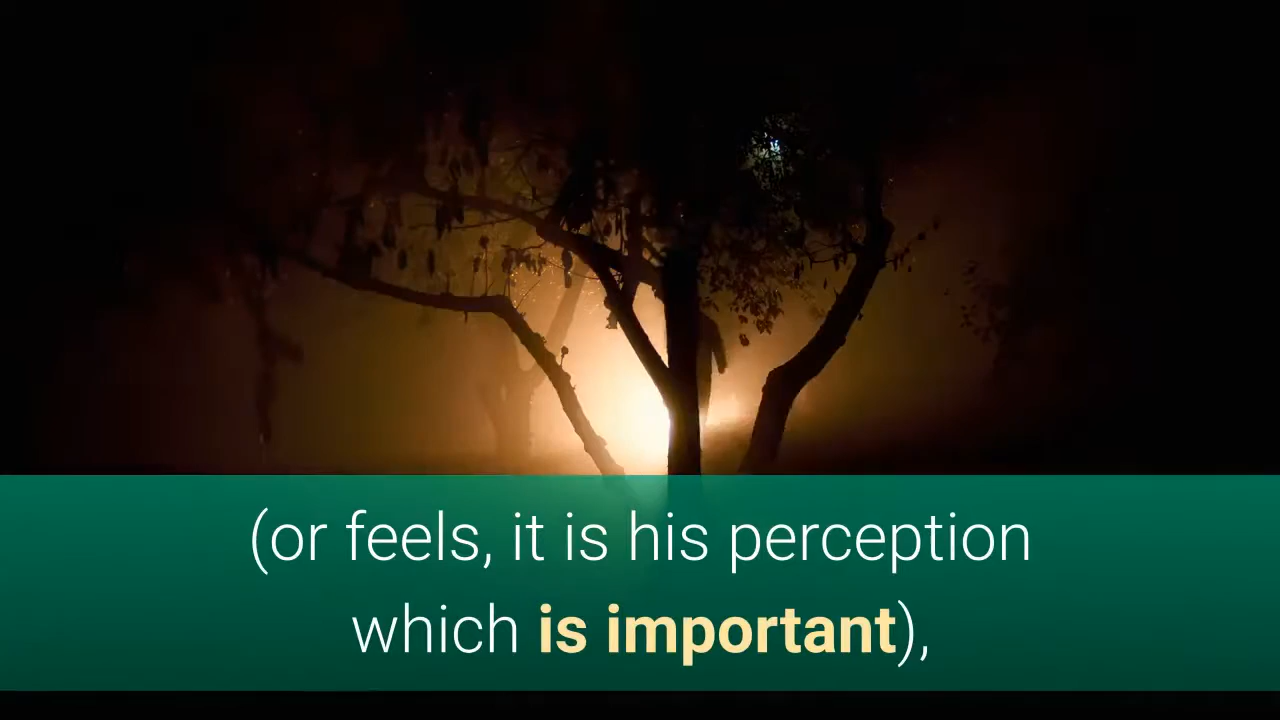 (or feels, it is his perception
which is important),